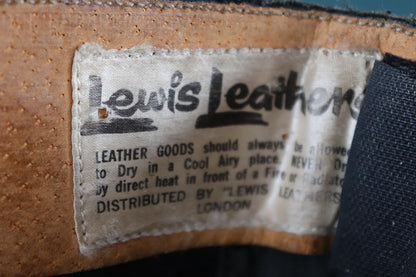 Lewis Leathers
LEATHER GOODS should always be allowed
to Dry in a Cool Airy place. NEVER Dry
by direct heat in front of a Fire or Radiator
DISTRIBUTED BY "LEWIS LEATHERS
LONDON